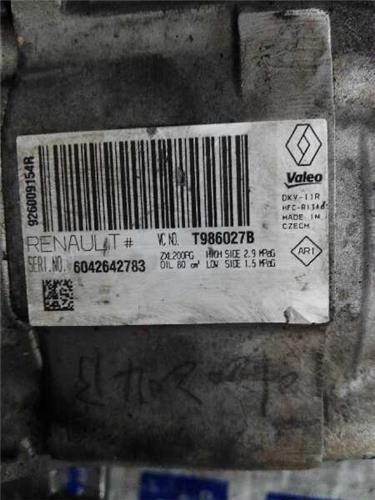 926009154R
Valeo
DKV-11R
HFC-R134a
MADE IN
CZECH
RENAULT# VC NO. T986027B
SERI.NO. 6042642783
ZXL200PG HIGH SIDE 2.9 MPaG
OIL 80 cm³ LOW SIDE 1.5 MPaG
AR1